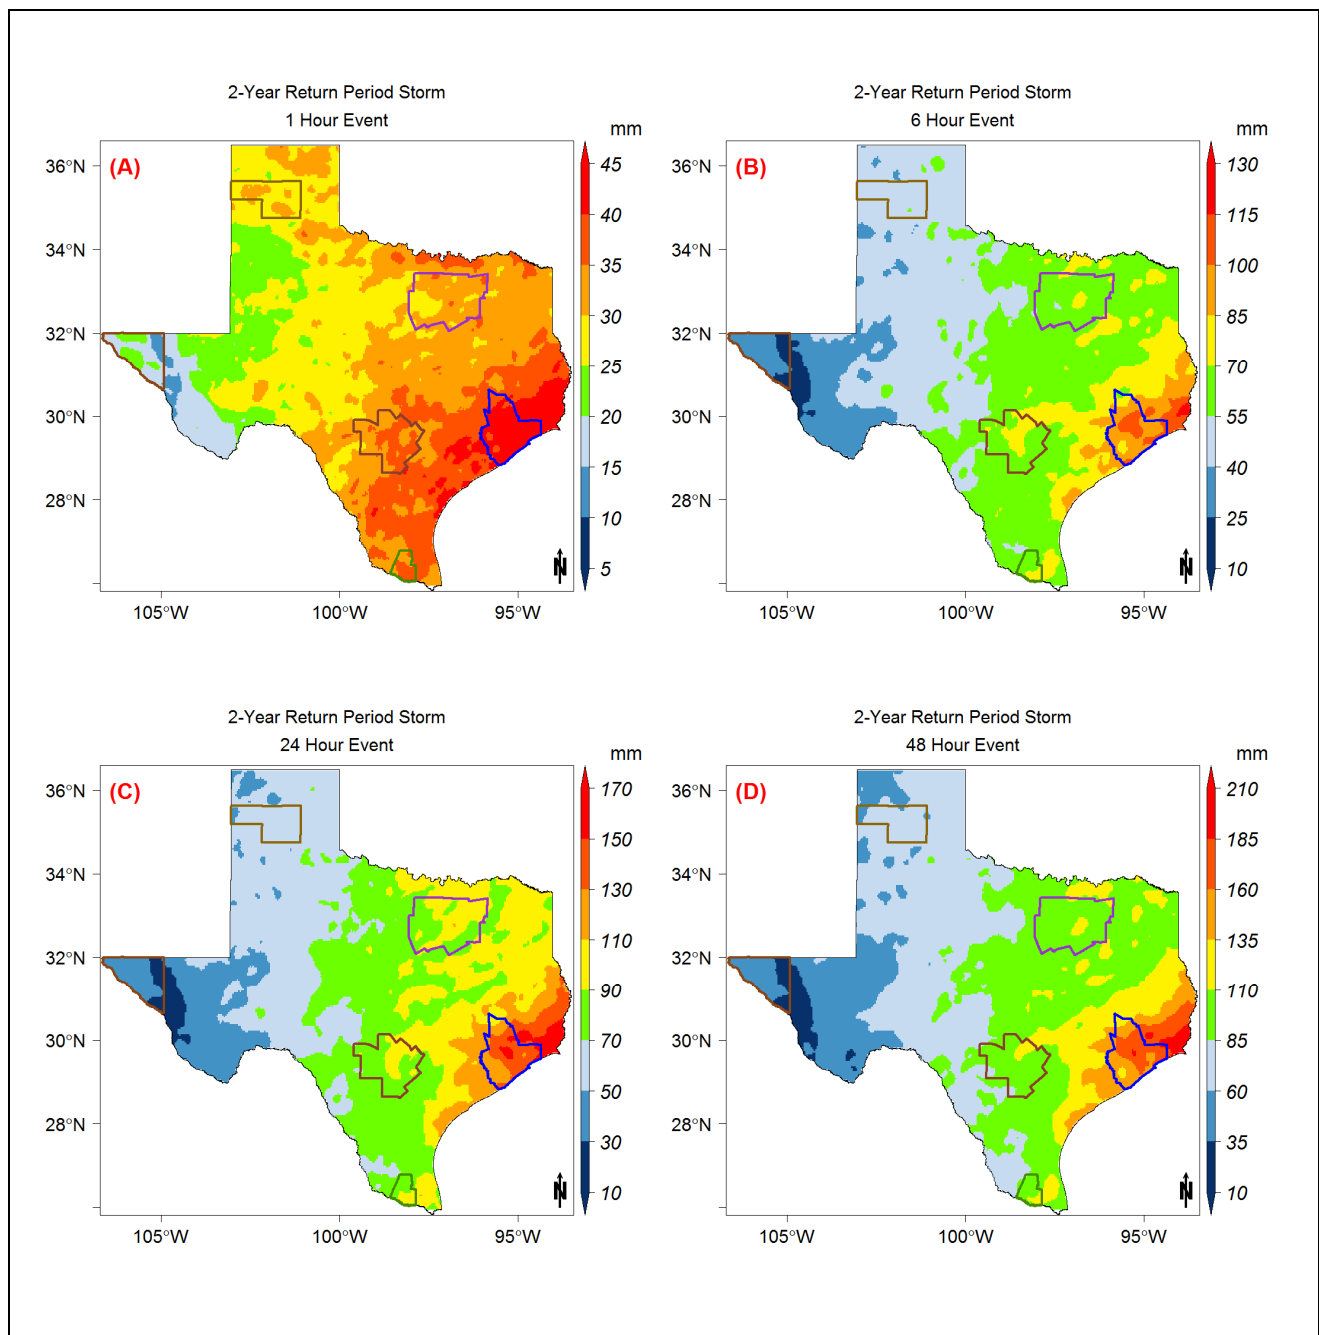 2-Year Return Period Storm
1 Hour Event
mm
(A)
36°N
34°N
32°N
30°N
28°N
105°W
100°W
95°W
N
45
40
35
30
25
20
15
10
5
2-Year Return Period Storm
6 Hour Event
mm
(B)
36°N
34°N
32°N
30°N
28°N
105°W
100°W
95°W
N
130
115
100
85
70
55
40
25
10
2-Year Return Period Storm
24 Hour Event
mm
(C)
36°N
34°N
32°N
30°N
28°N
105°W
100°W
95°W
N
170
150
130
110
90
70
50
30
10
2-Year Return Period Storm
48 Hour Event
mm
(D)
36°N
34°N
32°N
30°N
28°N
105°W
100°W
95°W
N
210
185
160
135
110
85
60
35
10